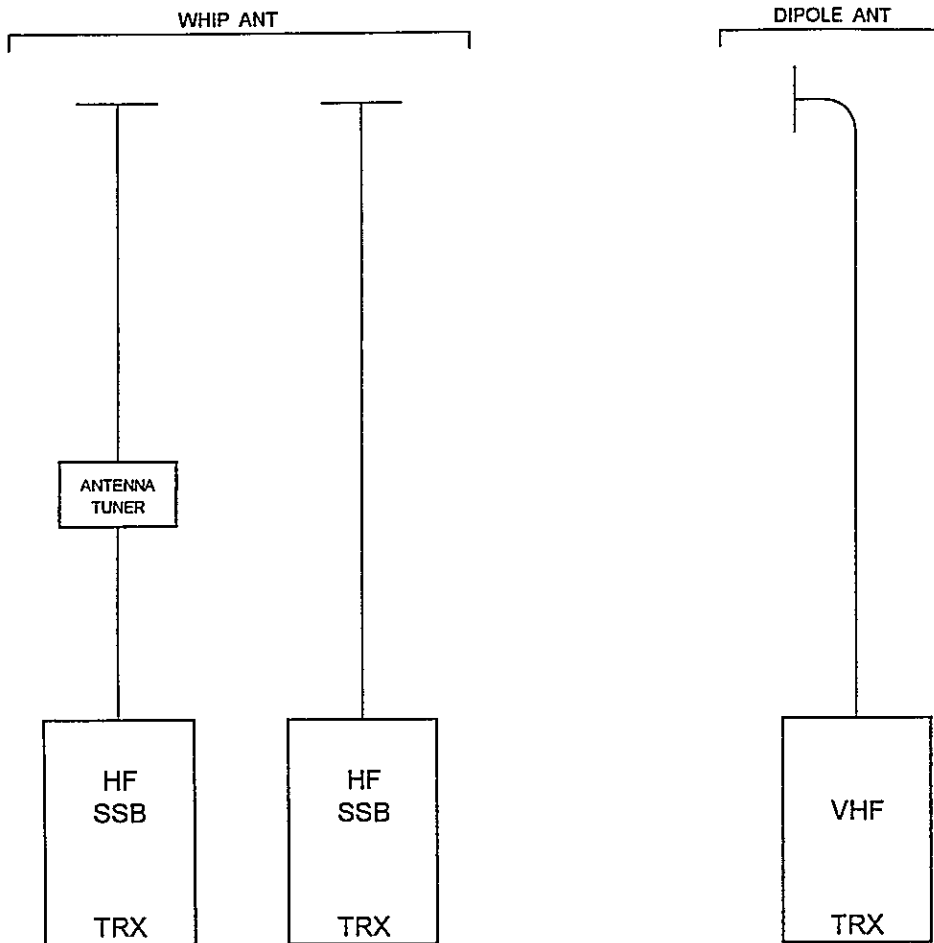 WHIP ANT
DIPOLE ANT
ANTENNA
TUNER
HF
SSB
TRX
HF
SSB
TRX
VHF
TRX